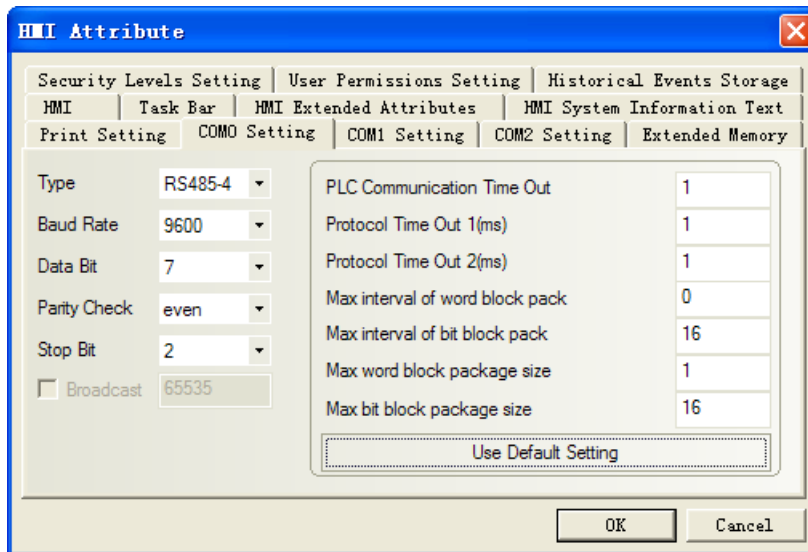 HMI Attribute
Security Levels Setting User Permissions Setting Historical Events Storage
HMI Task Bar HMI Extended Attributes HMI System Information Text
Print Setting COM0 Setting COM1 Setting COM2 Setting Extended Memory
Type RS485-4
Baud Rate 9600
Data Bit 7
Parity Check even
Stop Bit 2
Broadcast 65535
PLC Communication Time Out 1
Protocol Time Out 1(ms) 1
Protocol Time Out 2(ms) 1
Max interval of word block pack 0
Max interval of bit block pack 16
Max word block package size 1
Max bit block package size 16
Use Default Setting
OK Cancel